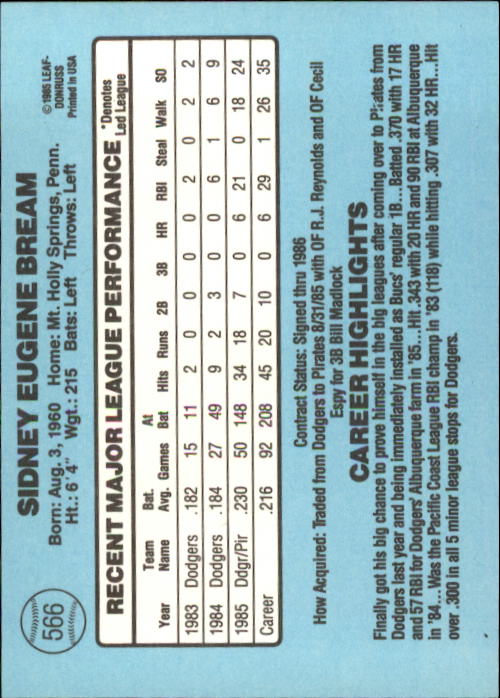 566
SIDNEY EUGENE BREAM
Born: Aug. 3, 1960 Home: Mt. Holly Springs, Penn.
Ht.: 6'4" Wgt.: 215 Bats: Left Throws: Left
©1985 LEAF-
DONRUSS
Printed in USA
RECENT MAJOR LEAGUE PERFORMANCE
*Denotes
Led League
Year Team Name Bat. Avg. Games At Bat Hits Runs 2B 3B HR RBI Steal Walk SO
1983 Dodgers .182 15 11 2 0 0 0 0 2 0 2 2
1984 Dodgers .184 27 49 9 2 3 0 0 6 1 6 9
1985 Ddgr/Pir .230 50 148 34 18 7 0 6 21 0 18 24
Career .216 92 208 45 20 10 0 6 29 1 26 35
Contract Status: Signed thru 1986
How Acquired: Traded from Dodgers to Pirates 8/31/85 with OF R.J. Reynolds and OF Cecil
Espy for 3B Bill Madlock
CAREER HIGHLIGHTS
Finally got his big chance to prove himself in the big leagues after coming over to Pirates from
Dodgers last year and being immediately installed as Bucs' regular 1B...Batted .370 with 17 HR
and 57 RBI for Dodgers' Albuquerque farm in '85...Hit .343 with 20 HR and 90 RBI at Albuquerque
in '84...Was the Pacific Coast League RBI champ in '83 (118) while hitting .307 with 32 HR...Hit
over .300 in all 5 minor league stops for Dodgers.